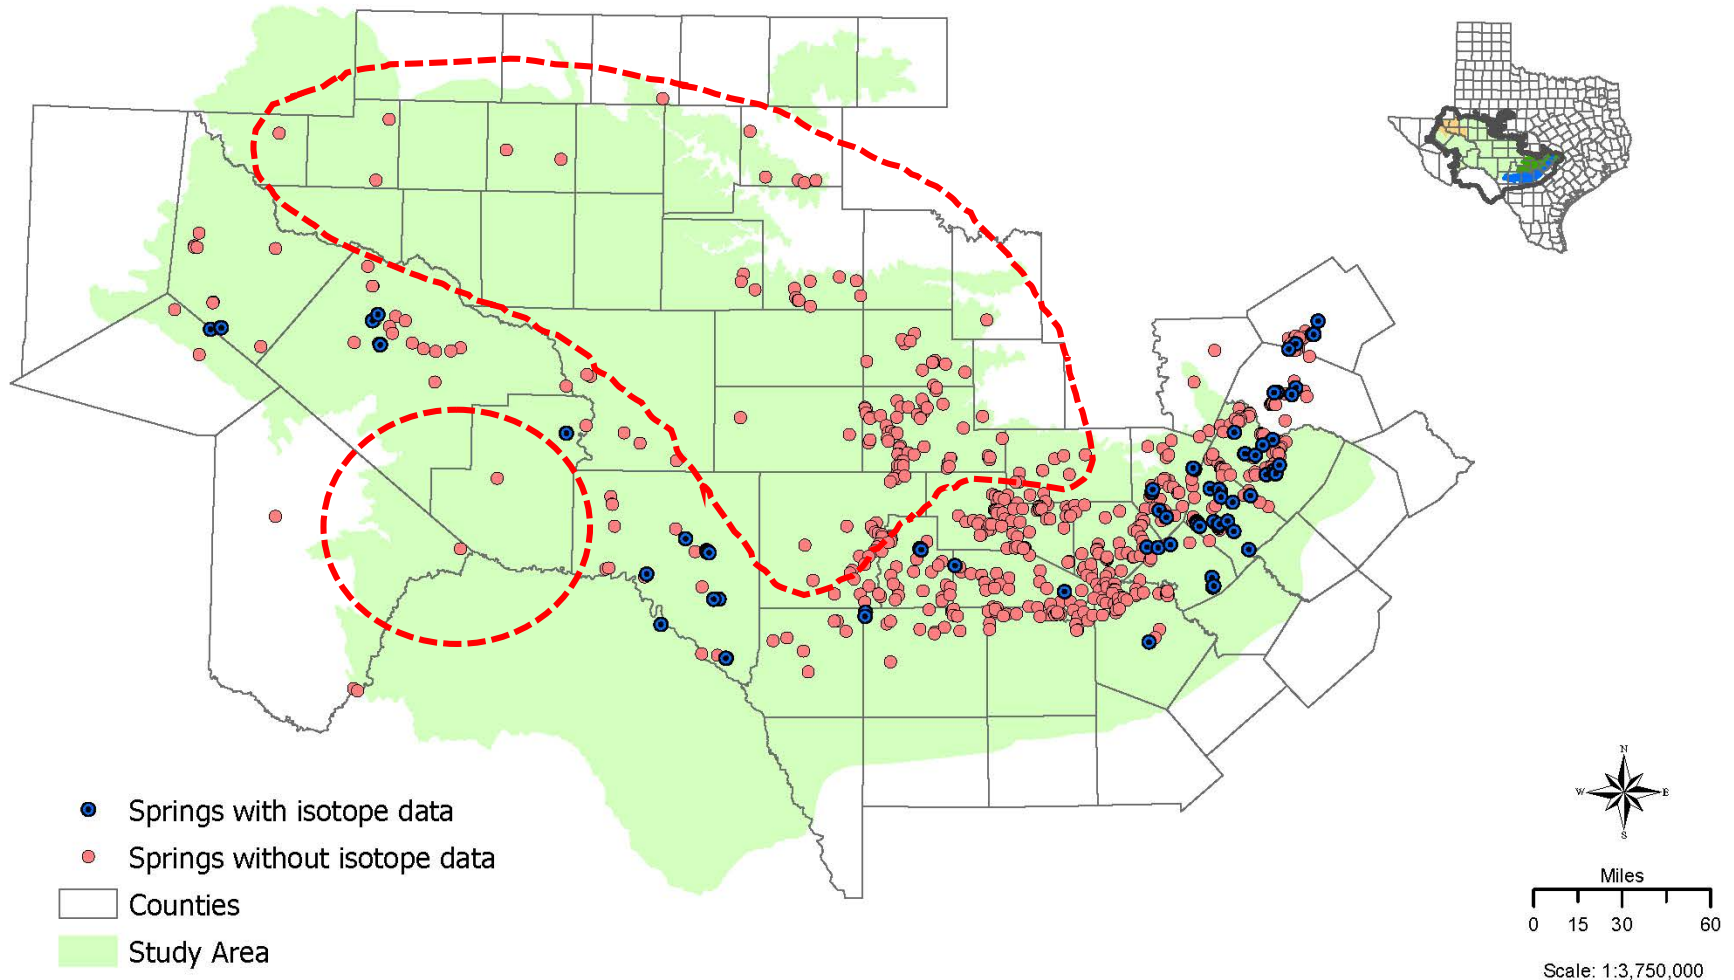 Springs with isotope data
Springs without isotope data
Counties
Study Area
N
W E
S
Miles
0 15 30 60
Scale: 1:3,750,000